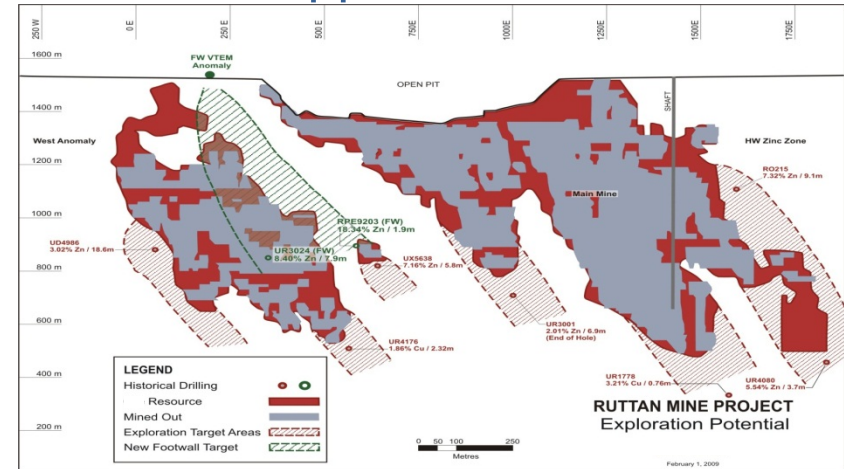 250 W
0 E
250 E
500 E
750E
1000 E
1250E
1500 E
1750E
1600 m
1400 m
1200 m
1000 m
800 m
600 m
400 m
200 m
FW VTEM
Anomaly
OPEN PIT
SHAFT
West Anomaly
HW Zinc Zone
Main Mine
RO215
7.32% Zn / 9.1m
RPE9203 (FW)
18.34% Zn / 1.9m
UD4986
3.02% Zn / 18.6m
UR3024 (FW)
8.40% Zn / 7.9m
UX5638
7.16% Zn / 5.8m
UR3001
2.01% Zn / 6.9m
(End of Hole)
UR4176
1.86% Cu / 2.32m
UR1778
3.21% Cu / 0.76m
UR4080
5.54% Zn / 3.7m
LEGEND
Historical Drilling
Resource
Mined Out
Exploration Target Areas
New Footwall Target
0 50 100 250
Metres
RUTTAN MINE PROJECT
Exploration Potential
February 1, 2009